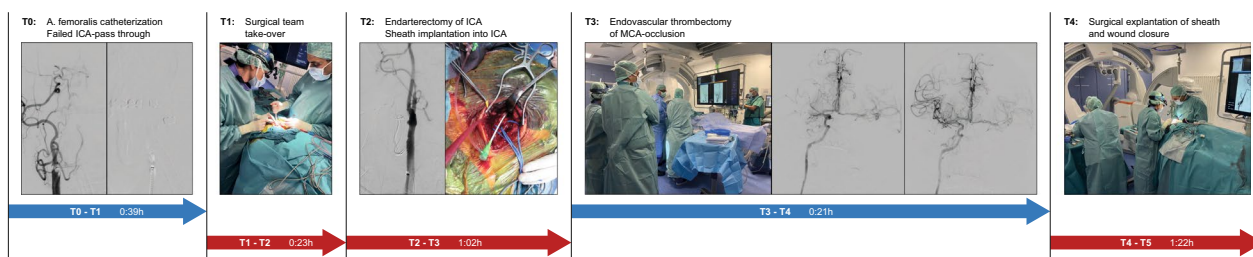 T0: A. femoralis catheterization
Failed ICA-pass through
T1: Surgical team
take-over
T2: Endarterectomy of ICA
Sheath implantation into ICA
T3: Endovascular thrombectomy
of MCA-occlusion
T4: Surgical explantation of sheath
and wound closure
T0 - T1 0:39h
T3 - T4 0:21h
T1 - T2 0:23h
T2 - T3 1:02h
T4 - T5 1:22h